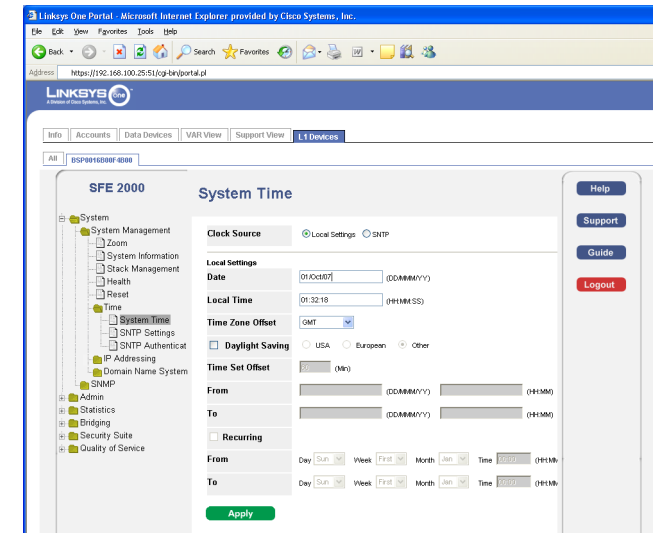 Linksys One Portal - Microsoft Internet Explorer provided by Cisco Systems, Inc.
File Edit View Favorites Tools Help
Back Search Favorites
Address https://192.168.100.25:51/cgi-bin/portal.pl
LINKSYS one
A Division of Cisco Systems, Inc.
Info Accounts Data Devices VAR View Support View L1 Devices
All BSP0016B00F4B00
SFE 2000
System Time
Help
Support
Guide
Logout
System
System Management
Zoom
System Information
Stack Management
Health
Reset
Time
System Time
SNTP Settings
SNTP Authenticat
IP Addressing
Domain Name System
SNMP
Admin
Statistics
Bridging
Security Suite
Quality of Service
Clock Source Local Settings SNTP
Local Settings
Date 01/Oct/07 (DD/MMM/YY)
Local Time 01:32:18 (HH:MM:SS)
Time Zone Offset GMT
Daylight Saving USA European Other
Time Set Offset (Min)
From (DD/MMM/YY) (HH:MM)
To (DD/MMM/YY) (HH:MM)
Recurring
From Day Sun Week First Month Jan Time 00:00 (HH:MM
To Day Sun Week First Month Jan Time 00:00 (HH:MM
Apply